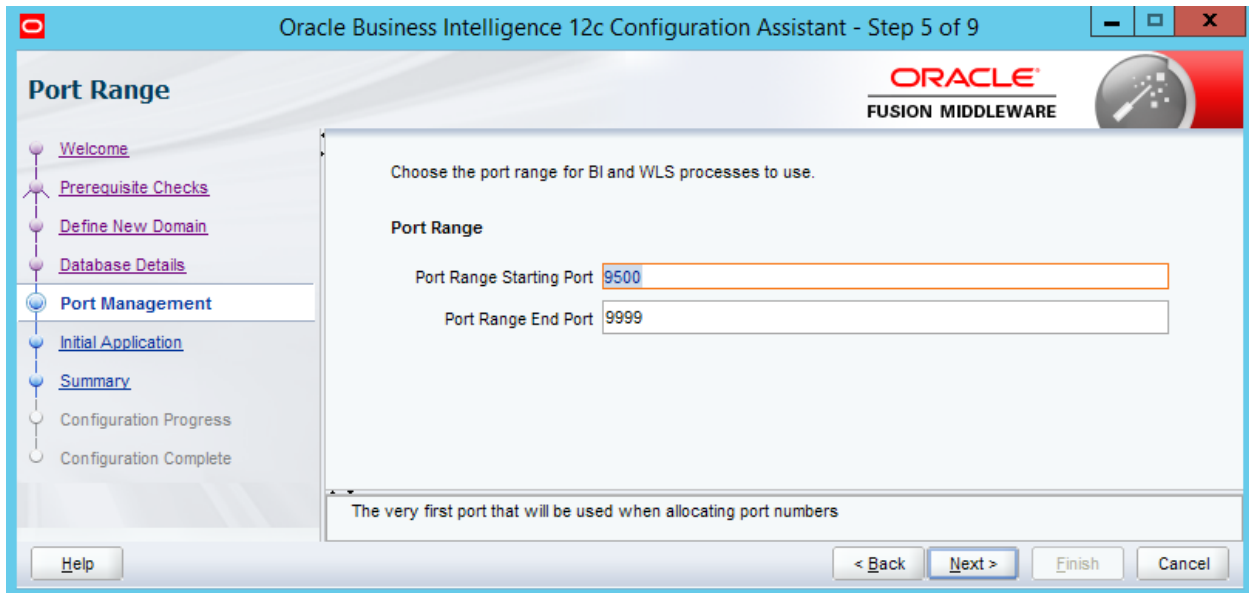 Oracle Business Intelligence 12c Configuration Assistant - Step 5 of 9
Port Range
ORACLE
FUSION MIDDLEWARE
Welcome
Prerequisite Checks
Define New Domain
Database Details
Port Management
Initial Application
Summary
Configuration Progress
Configuration Complete
Choose the port range for BI and WLS processes to use.
Port Range
Port Range Starting Port 9500
Port Range End Port 9999
The very first port that will be used when allocating port numbers
Help < Back Next > Finish Cancel